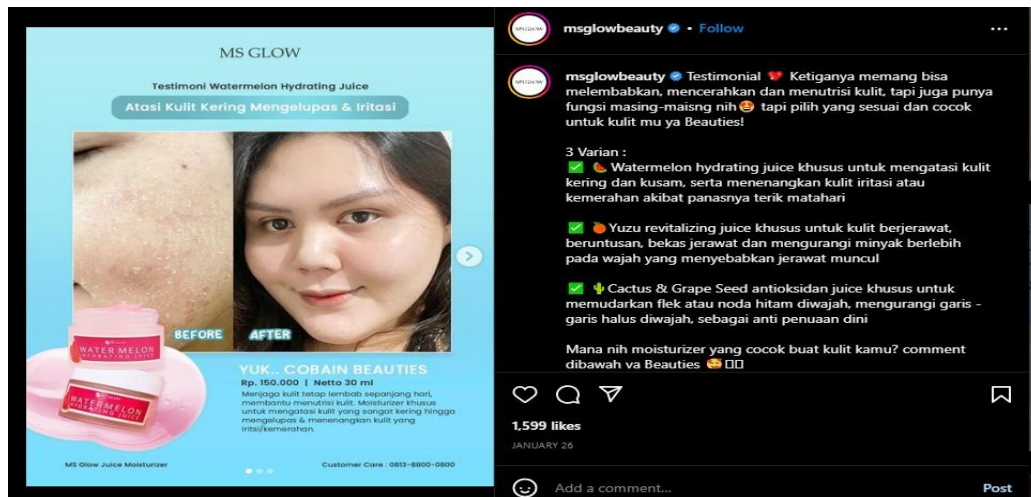 MS GLOW
Testimoni Watermelon Hydrating Juice
Atasi Kulit Kering Mengelupas & Iritasi
BEFORE
AFTER
WATER MELON
HYDRATING JUICE
WATERMELON
HYDRATING JUICE
YUK.. COBAIN BEAUTIES
Rp. 150.000 | Netto 30 ml
Menjaga kulit tetap lembab sepanjang hari,
membantu menutrisi kulit. Moisturizer khusus
untuk mengatasi kulit yang sangat kering hingga
mengelupas & menenangkan kulit yang
iritsi/kemerahan.
MS Glow Juice Moisturizer
Customer Care : 0813-8800-0800
MS GLOW
msglowbeauty • Follow
MS GLOW
msglowbeauty Testimonial 💖 Ketiganya memang bisa
melembabkan, mencerahkan dan menutrisi kulit, tapi juga punya
fungsi masing-maisng nih🤩 tapi pilih yang sesuai dan cocok
untuk kulit mu ya Beauties!
3 Varian :
✅ 🍉 Watermelon hydrating juice khusus untuk mengatasi kulit
kering dan kusam, serta menenangkan kulit iritasi atau
kemerahan akibat panasnya terik matahari
✅ 🍊Yuzu revitalizing juice khusus untuk kulit berjerawat,
beruntusan, bekas jerawat dan mengurangi minyak berlebih
pada wajah yang menyebabkan jerawat muncul
✅ 🌵Cactus & Grape Seed antioksidan juice khusus untuk
memudarkan flek atau noda hitam diwajah, mengurangi garis -
garis halus diwajah, sebagai anti penuaan dini
Mana nih moisturizer yang cocok buat kulit kamu? comment
dibawah ya Beauties 🥰
1,599 likes
JANUARY 26
Add a comment...
Post